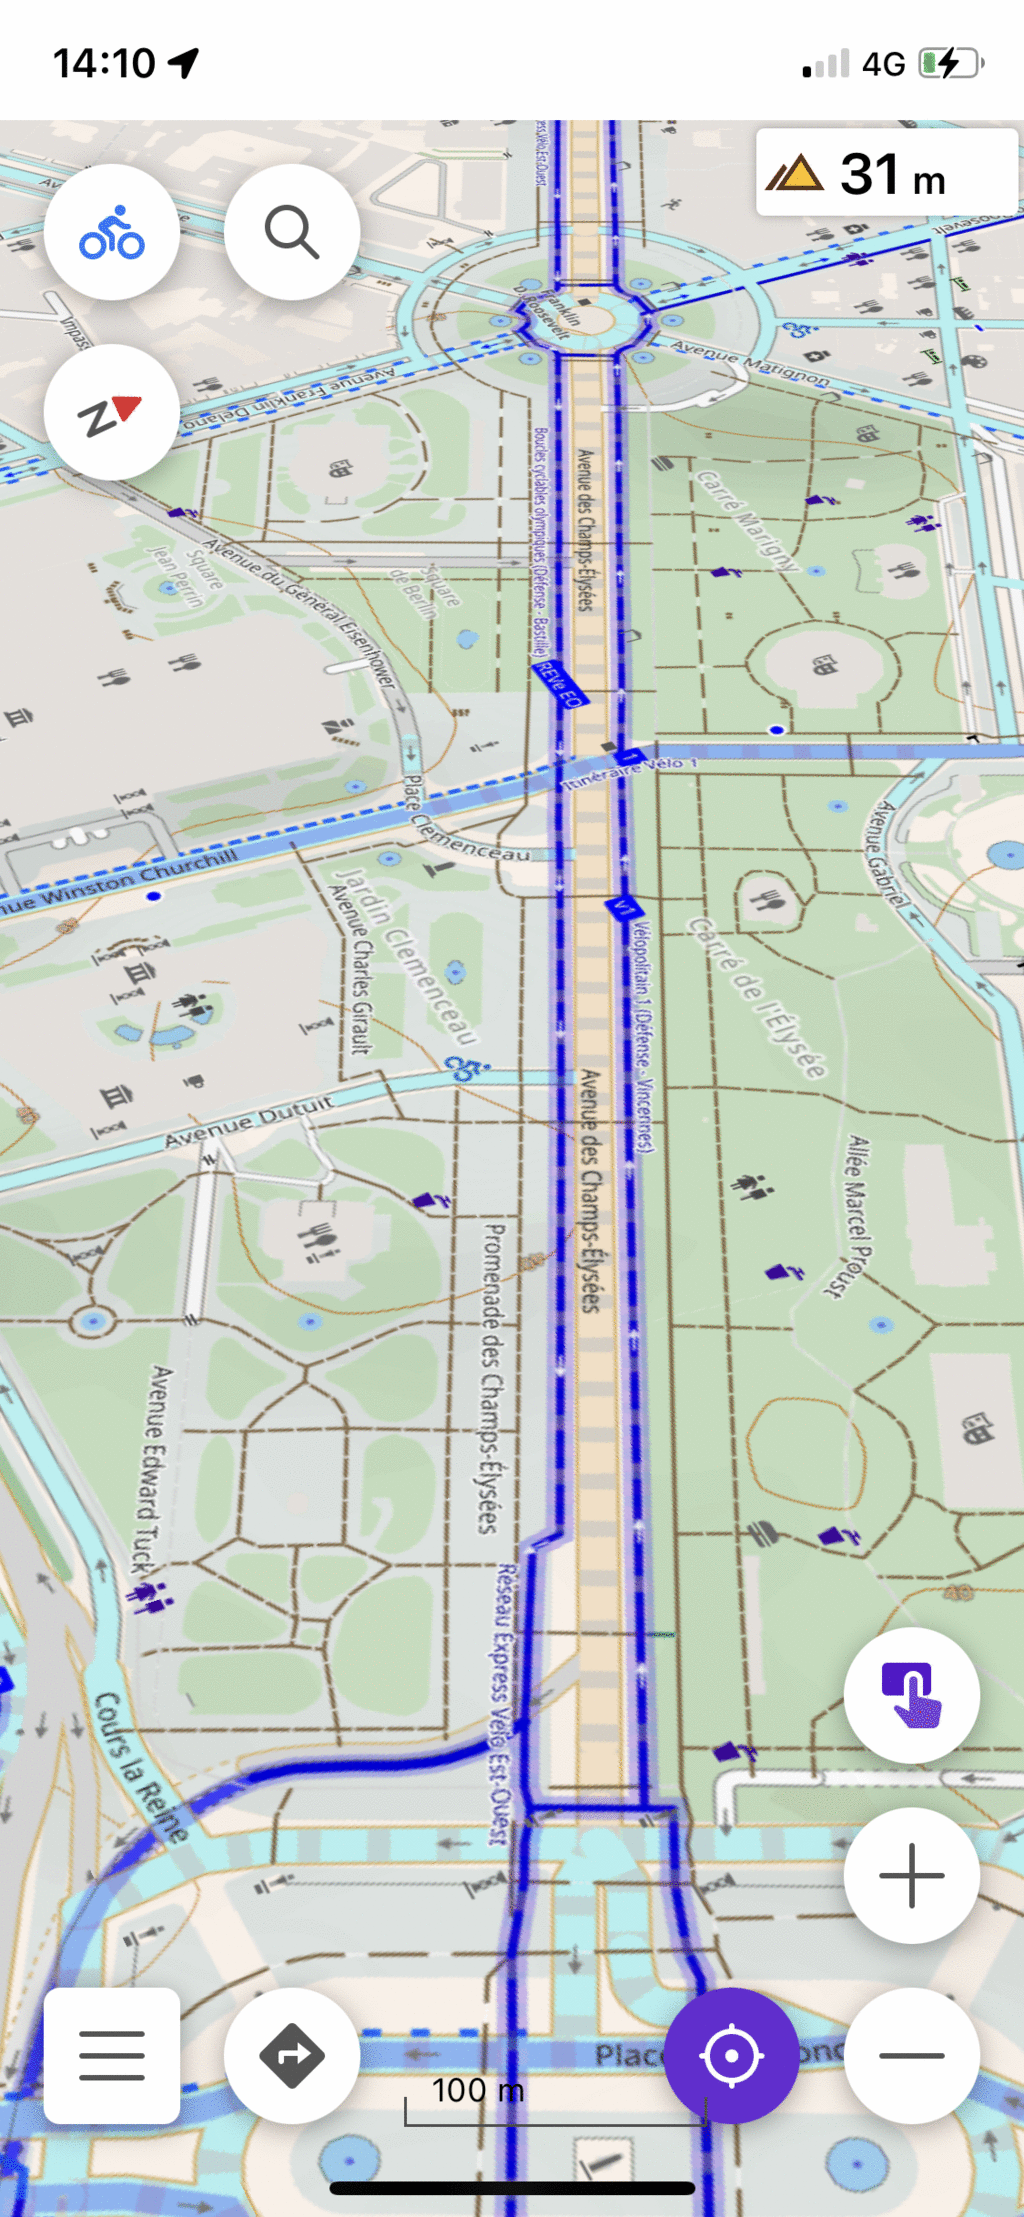 14:10
4G
31 m
N
Franklin
D. Roosevelt
Avenue Matignon
Avenue Franklin Delano
Boucles cyclables olympiques (Défense - Bastille)
Avenue des Champs-Élysées
Carré Marigny
Square
Jean Perrin
Square
de Berlin
Avenue du Général Eisenhower
REVe EO
1
Itinéraire Vélo 1
Place Clemenceau
Avenue Gabriel
nue Winston Churchill
Jardin Clemenceau
Avenue Charles Girault
V1
Vélopolitain 1 (Défense - Vincennes)
Carré de l'Élysée
Avenue Dutuit
Avenue des Champs-Élysées
Allée Marcel Proust
Promenade des Champs-Élysées
Avenue Edward Tuck
Réseau Express Vélo Est-Ouest
Cours la Reine
Place
onc
100 m